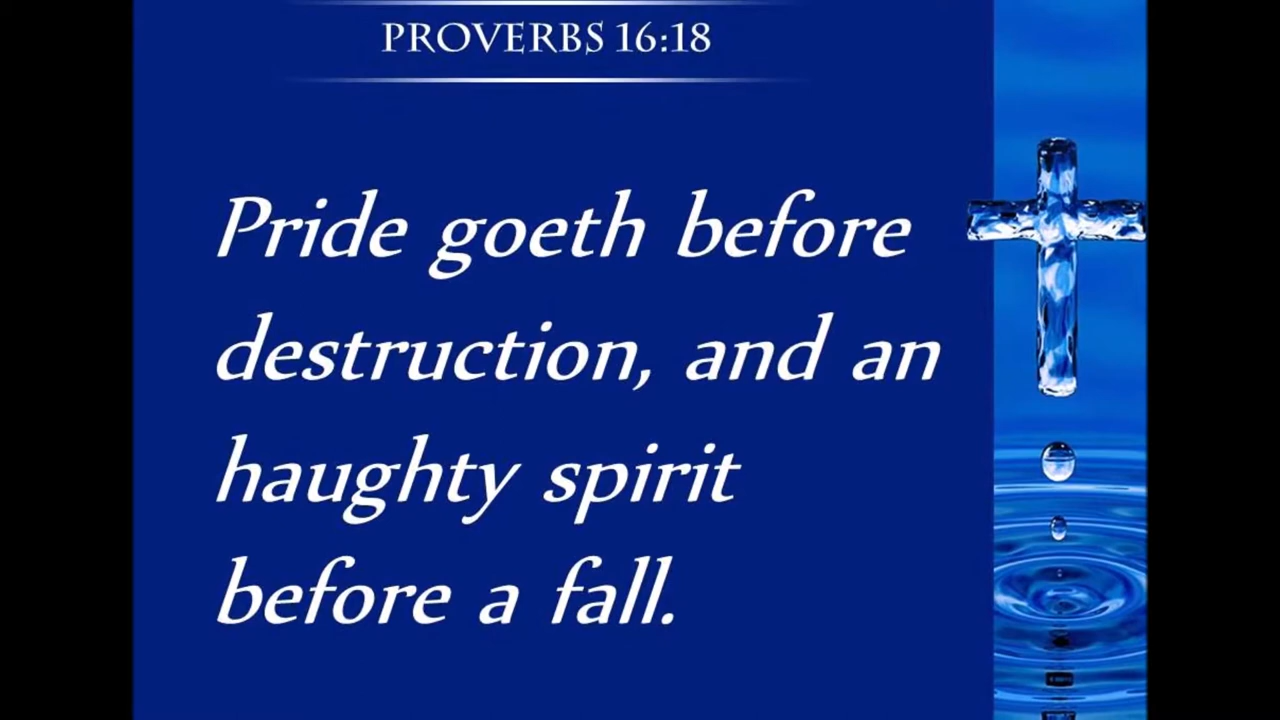 PROVERBS 16:18
Pride goeth before
destruction, and an
haughty spirit
before a fall.